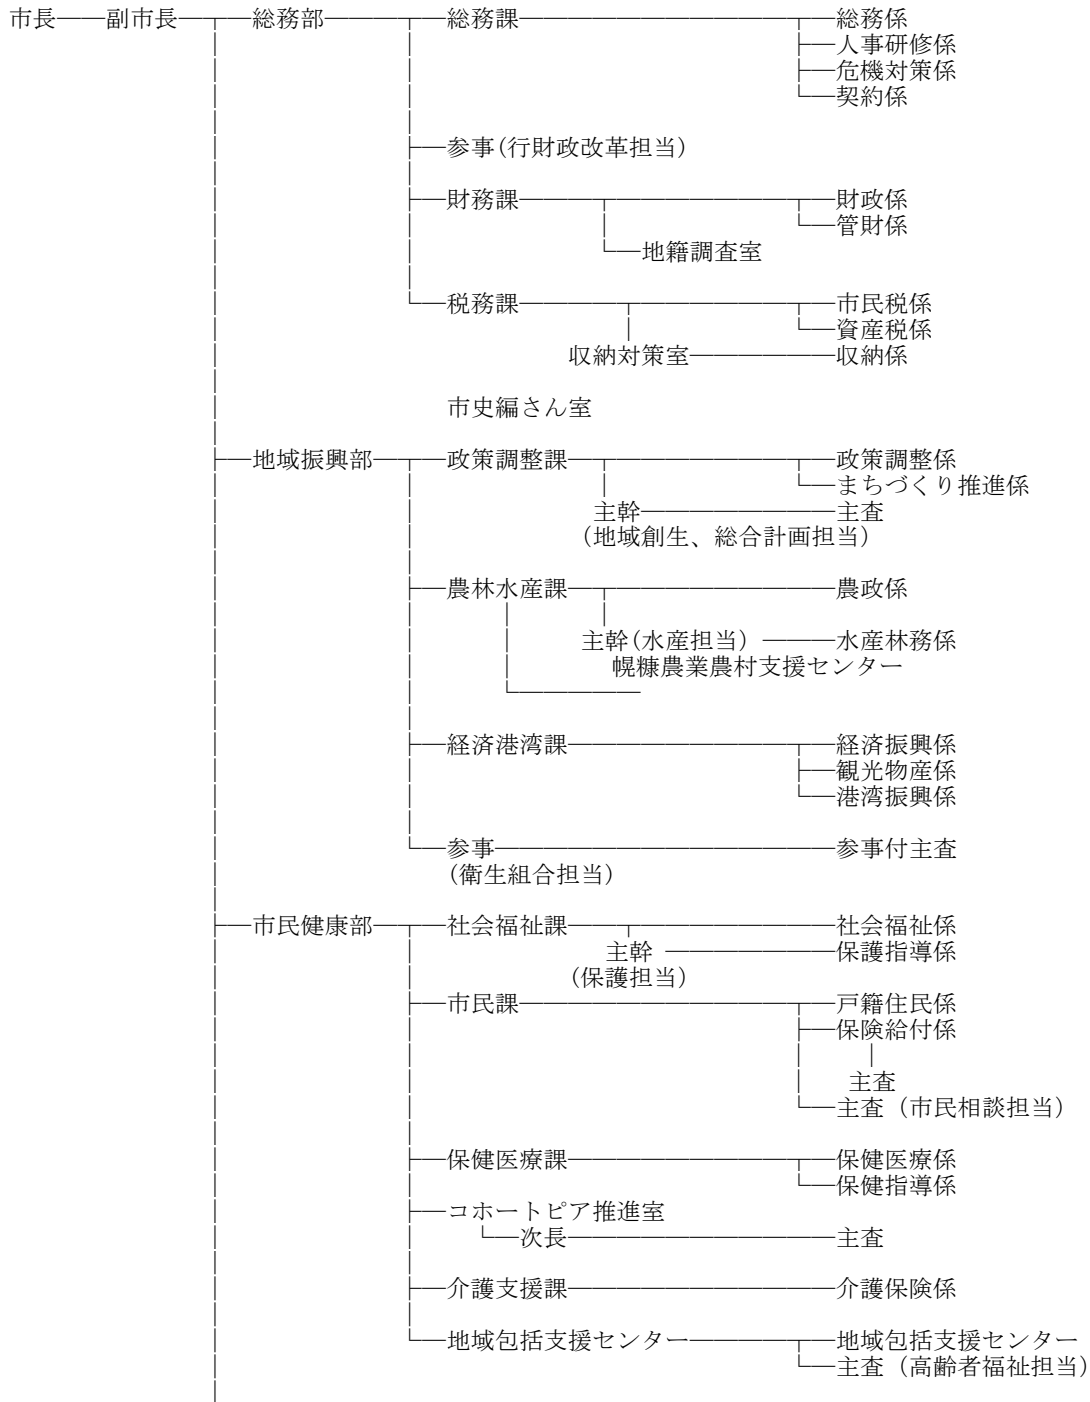 市長 副市長 総務部 総務課 総務係
人事研修係
危機対策係
契約係
参事(行財政改革担当)
財務課 財政係
管財係
地籍調査室
税務課 市民税係
資産税係
収納対策室 収納係
市史編さん室
地域振興部 政策調整課 政策調整係
まちづくり推進係
主幹 主査
(地域創生、総合計画担当)
農林水産課 農政係
主幹(水産担当) 水産林務係
幌糠農業農村支援センター
経済港湾課 経済振興係
観光物産係
港湾振興係
参事 参事付主査
(衛生組合担当)
市民健康部 社会福祉課 社会福祉係
主幹 保護指導係
(保護担当)
市民課 戸籍住民係
保険給付係
主査
主査(市民相談担当)
保健医療課 保健医療係
保健指導係
コホートピア推進室
次長 主査
介護支援課 介護保険係
地域包括支援センター 地域包括支援センター
主査(高齢者福祉担当)